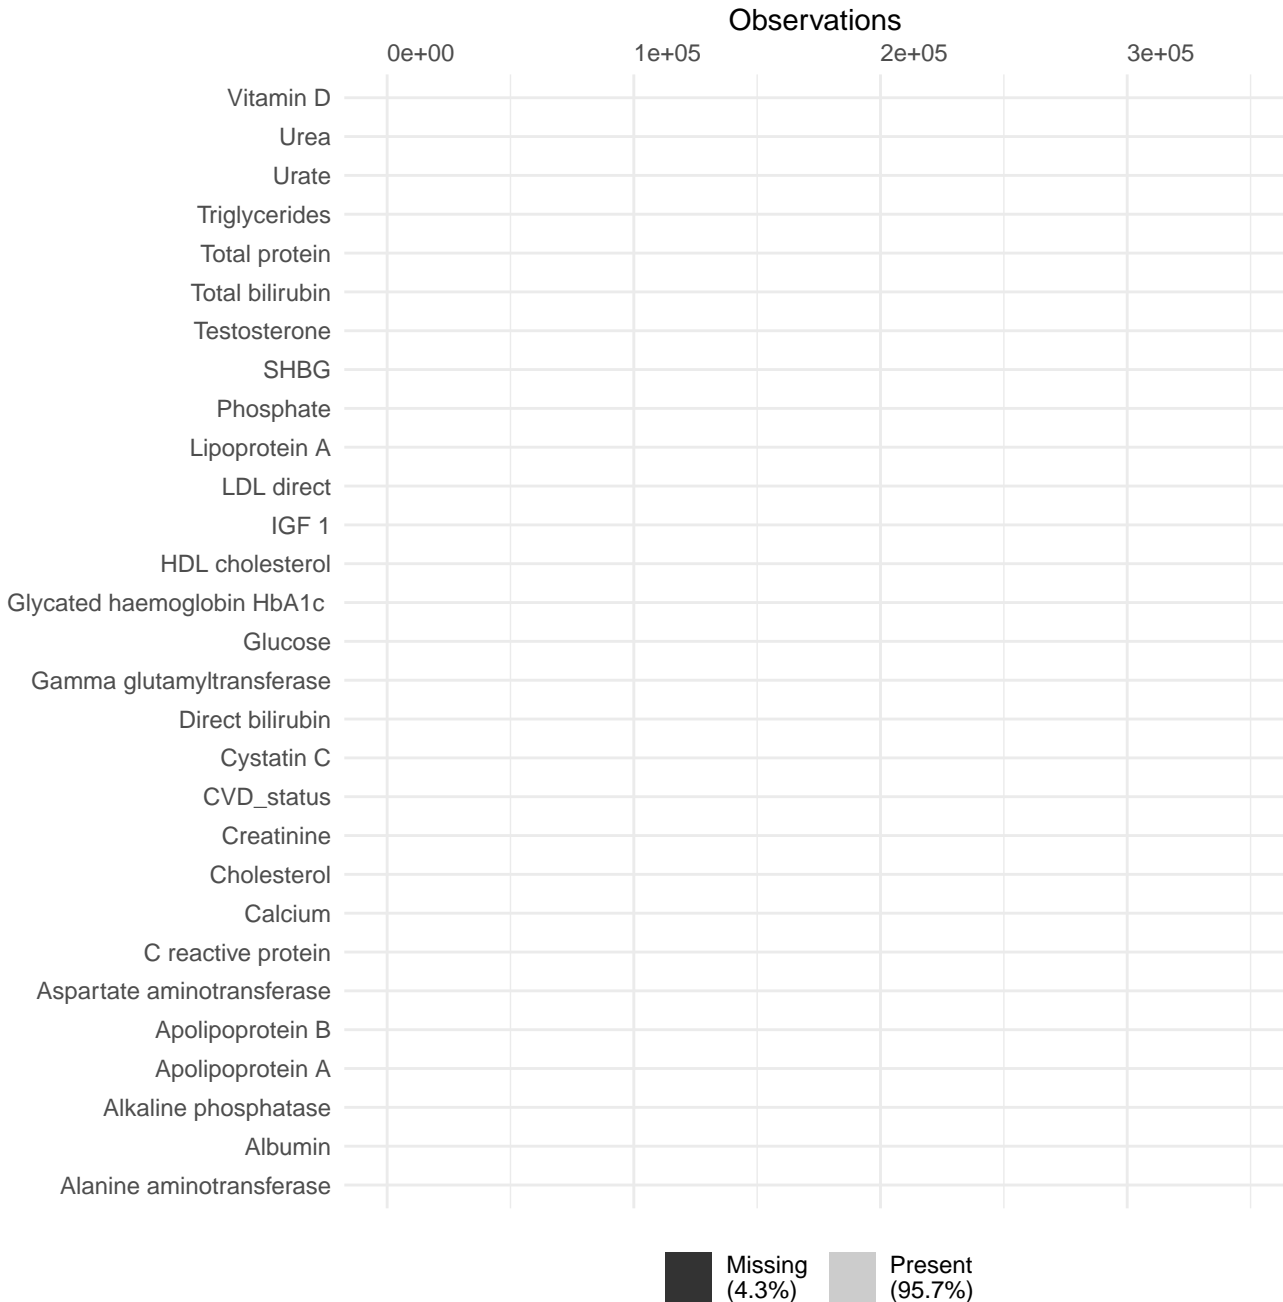 Observations
0e+00 1e+05 2e+05 3e+05
Vitamin D
Urea
Urate
Triglycerides
Total protein
Total bilirubin
Testosterone
SHBG
Phosphate
Lipoprotein A
LDL direct
IGF 1
HDL cholesterol
Glycated haemoglobin HbA1c
Glucose
Gamma glutamyltransferase
Direct bilirubin
Cystatin C
CVD_status
Creatinine
Cholesterol
Calcium
C reactive protein
Aspartate aminotransferase
Apolipoprotein B
Apolipoprotein A
Alkaline phosphatase
Albumin
Alanine aminotransferase
Missing
(4.3%)
Present
(95.7%)